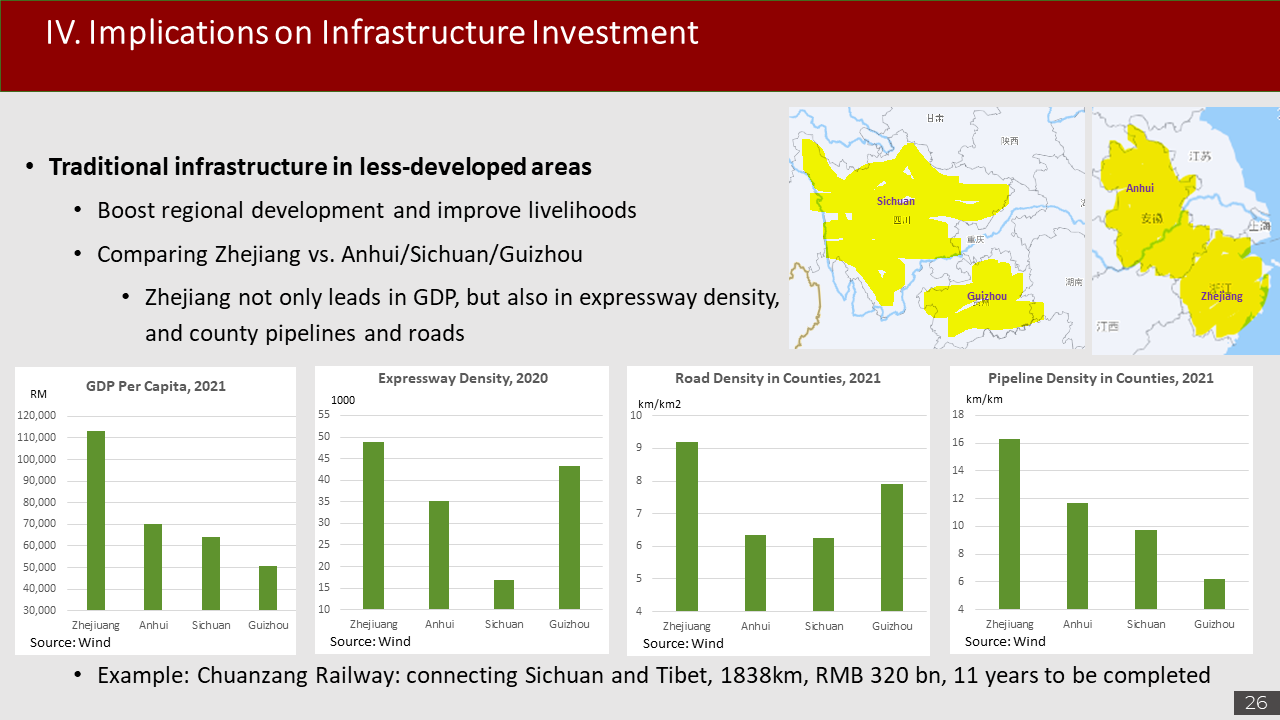 IV. Implications on Infrastructure Investment
• Traditional infrastructure in less-developed areas
• Boost regional development and improve livelihoods
• Comparing Zhejiang vs. Anhui/Sichuan/Guizhou
• Zhejiang not only leads in GDP, but also in expressway density,
and county pipelines and roads
甘肃
陕西
Sichuan
四川
重庆
湖南
Guizhou
江苏
Anhui
安徽
上海
Zhejiang
浙江
江西
GDP Per Capita, 2021
RM
120,000
110,000
100,000
90,000
80,000
70,000
60,000
50,000
40,000
30,000
Zhejiuang Anhui Sichuan Guizhou
Source: Wind
Expressway Density, 2020
1000
55
50
45
40
35
30
25
20
15
10
Zhejiuang Anhui Sichuan Guizhou
Source: Wind
Road Density in Counties, 2021
km/km2
10
9
8
7
6
5
4
Zhejiuang Anhui Sichuan Guizhou
Source: Wind
Pipeline Density in Counties, 2021
km/km
18
16
14
12
10
8
6
4
Zhejiuang Anhui Sichuan Guizhou
Source: Wind
• Example: Chuanzang Railway: connecting Sichuan and Tibet, 1838km, RMB 320 bn, 11 years to be completed
26